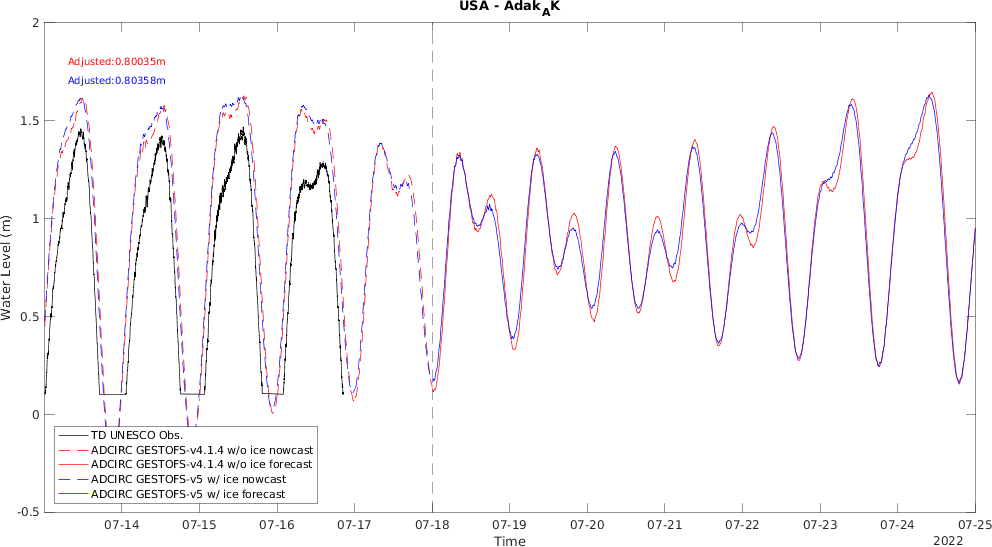 USA - Adak AK
2
1.5
1
0.5
0
-0.5
Water Level (m)
Adjusted:0.80035m
Adjusted:0.80358m
TD UNESCO Obs.
ADCIRC GESTOFS-v4.1.4 w/o ice nowcast
ADCIRC GESTOFS-v4.1.4 w/o ice forecast
ADCIRC GESTOFS-v5 w/ ice nowcast
ADCIRC GESTOFS-v5 w/ ice forecast
07-14 07-15 07-16 07-17 07-18 07-19 07-20 07-21 07-22 07-23 07-24 07-25
Time
2022